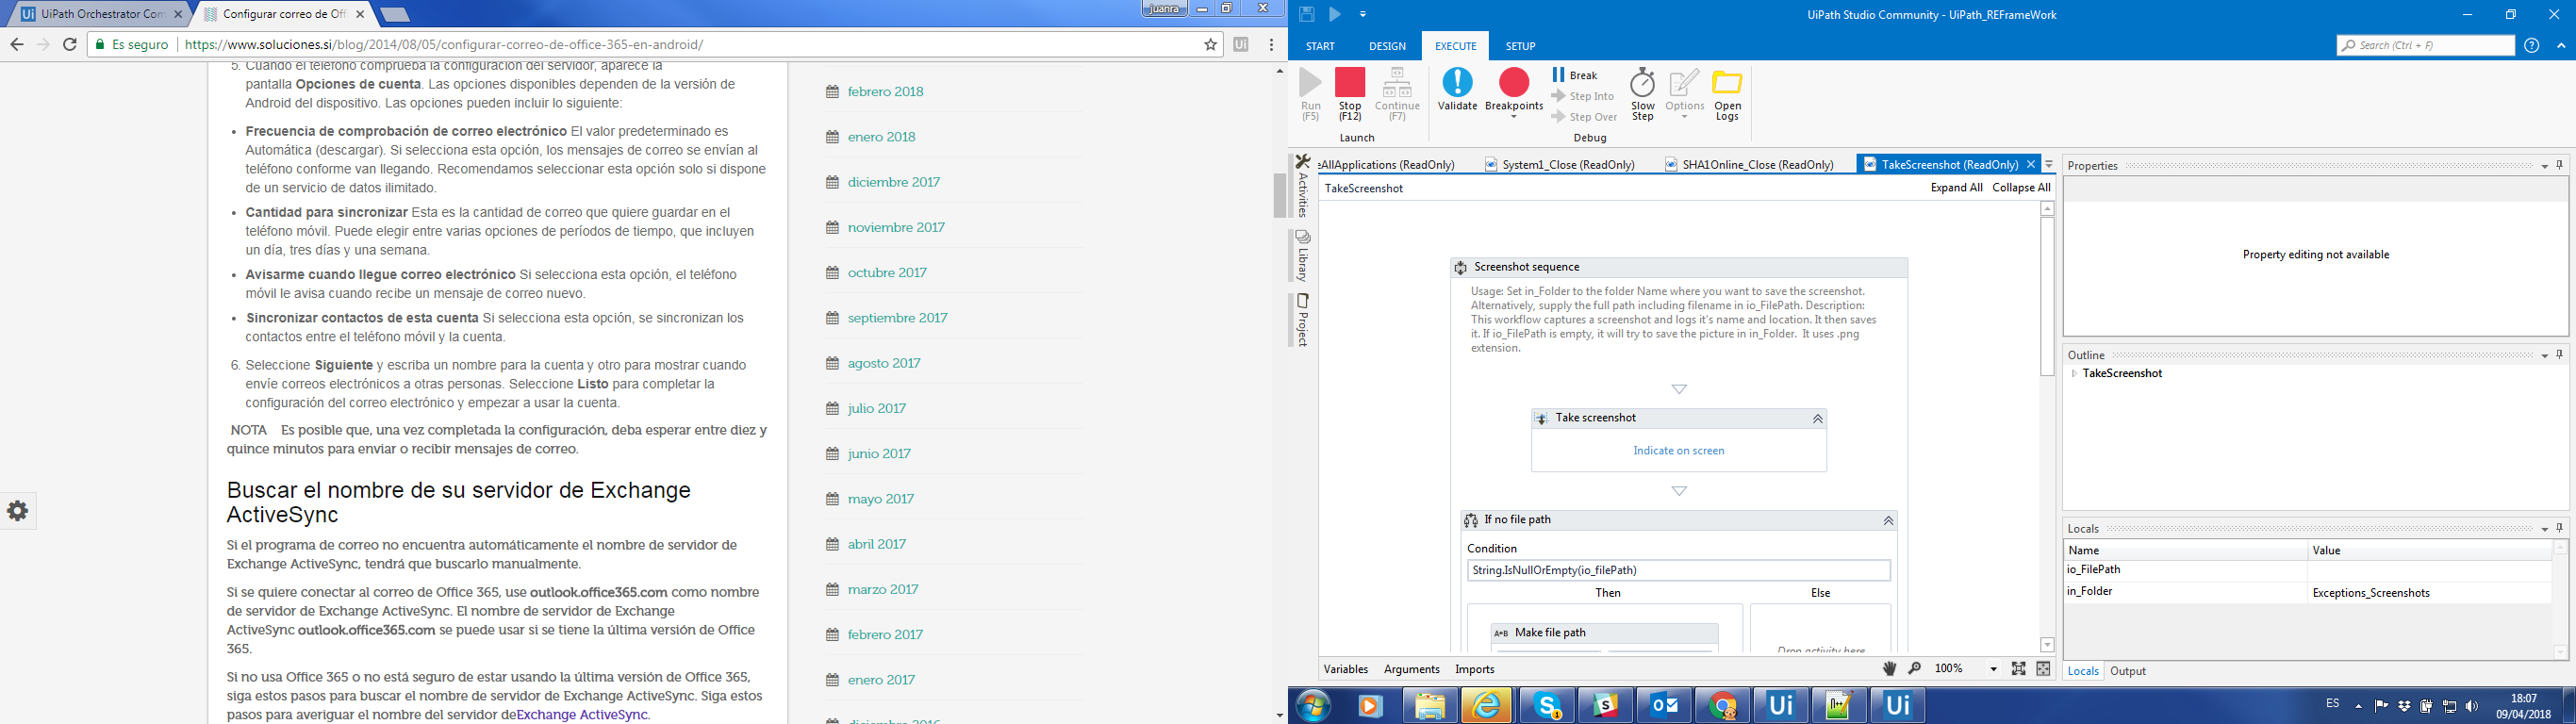 UiPath Orchestrator Com
Configurar correo de Off
juanra
Es seguro
https://www.soluciones.si/blog/2014/08/05/configurar-correo-de-office-365-en-android/
5. Cuando el teléfono comprueba la configuración del servidor, aparece la
pantalla Opciones de cuenta. Las opciones disponibles dependen de la versión de
Android del dispositivo. Las opciones pueden incluir lo siguiente:
• Frecuencia de comprobación de correo electrónico El valor predeterminado es
Automática (descargar). Si selecciona esta opción, los mensajes de correo se envían al
teléfono conforme van llegando. Recomendamos seleccionar esta opción solo si dispone
de un servicio de datos ilimitado.
• Cantidad para sincronizar Esta es la cantidad de correo que quiere guardar en el
teléfono móvil. Puede elegir entre varias opciones de períodos de tiempo, que incluyen
un día, tres días y una semana.
• Avisarme cuando llegue correo electrónico Si selecciona esta opción, el teléfono
móvil le avisa cuando recibe un mensaje de correo nuevo.
• Sincronizar contactos de esta cuenta Si selecciona esta opción, se sincronizan los
contactos entre el teléfono móvil y la cuenta.
6. Seleccione Siguiente y escriba un nombre para la cuenta y otro para mostrar cuando
envíe correos electrónicos a otras personas. Seleccione Listo para completar la
configuración del correo electrónico y empezar a usar la cuenta.
NOTA Es posible que, una vez completada la configuración, deba esperar entre diez y
quince minutos para enviar o recibir mensajes de correo.
Buscar el nombre de su servidor de Exchange
ActiveSync
Si el programa de correo no encuentra automáticamente el nombre de servidor de
Exchange ActiveSync, tendrá que buscarlo manualmente.
Si se quiere conectar al correo de Office 365, use outlook.office365.com como nombre
de servidor de Exchange ActiveSync. El nombre de servidor de Exchange
ActiveSync outlook.office365.com se puede usar si se tiene la última versión de Office
365.
Si no usa Office 365 o no está seguro de estar usando la última versión de Office 365,
siga estos pasos para buscar el nombre de servidor de Exchange ActiveSync. Siga estos
pasos para averiguar el nombre del servidor deExchange ActiveSync.
febrero 2018
enero 2018
diciembre 2017
noviembre 2017
octubre 2017
septiembre 2017
agosto 2017
julio 2017
junio 2017
mayo 2017
abril 2017
marzo 2017
febrero 2017
enero 2017
diciembre 2016
UiPath Studio Community - UiPath_REFrameWork
START DESIGN EXECUTE SETUP
Search (Ctrl + F)
Run (F5)
Stop (F12)
Continue (F7)
Launch
Validate
Breakpoints
Break
Step Into
Step Over
Slow Step
Options
Open Logs
Debug
eAllApplications (ReadOnly)
System1_Close (ReadOnly)
SHA1Online_Close (ReadOnly)
TakeScreenshot (ReadOnly)
Activities
Library
Project
TakeScreenshot
Expand All Collapse All
Screenshot sequence
Usage: Set in_Folder to the folder Name where you want to save the screenshot.
Alternatively, supply the full path including filename in io_FilePath. Description:
This workflow captures a screenshot and logs it's name and location. It then saves
it. If io_FilePath is empty, it will try to save the picture in in_Folder. It uses .png
extension.
Take screenshot
Indicate on screen
If no file path
Condition
String.IsNullOrEmpty(io_filePath)
Then Else
A+B Make file path
Drop activity here
Variables Arguments Imports
100%
Properties
Property editing not available
Outline
TakeScreenshot
Locals
Name Value
io_FilePath
in_Folder Exceptions_Screenshots
Locals Output
ES
18:07
09/04/2018